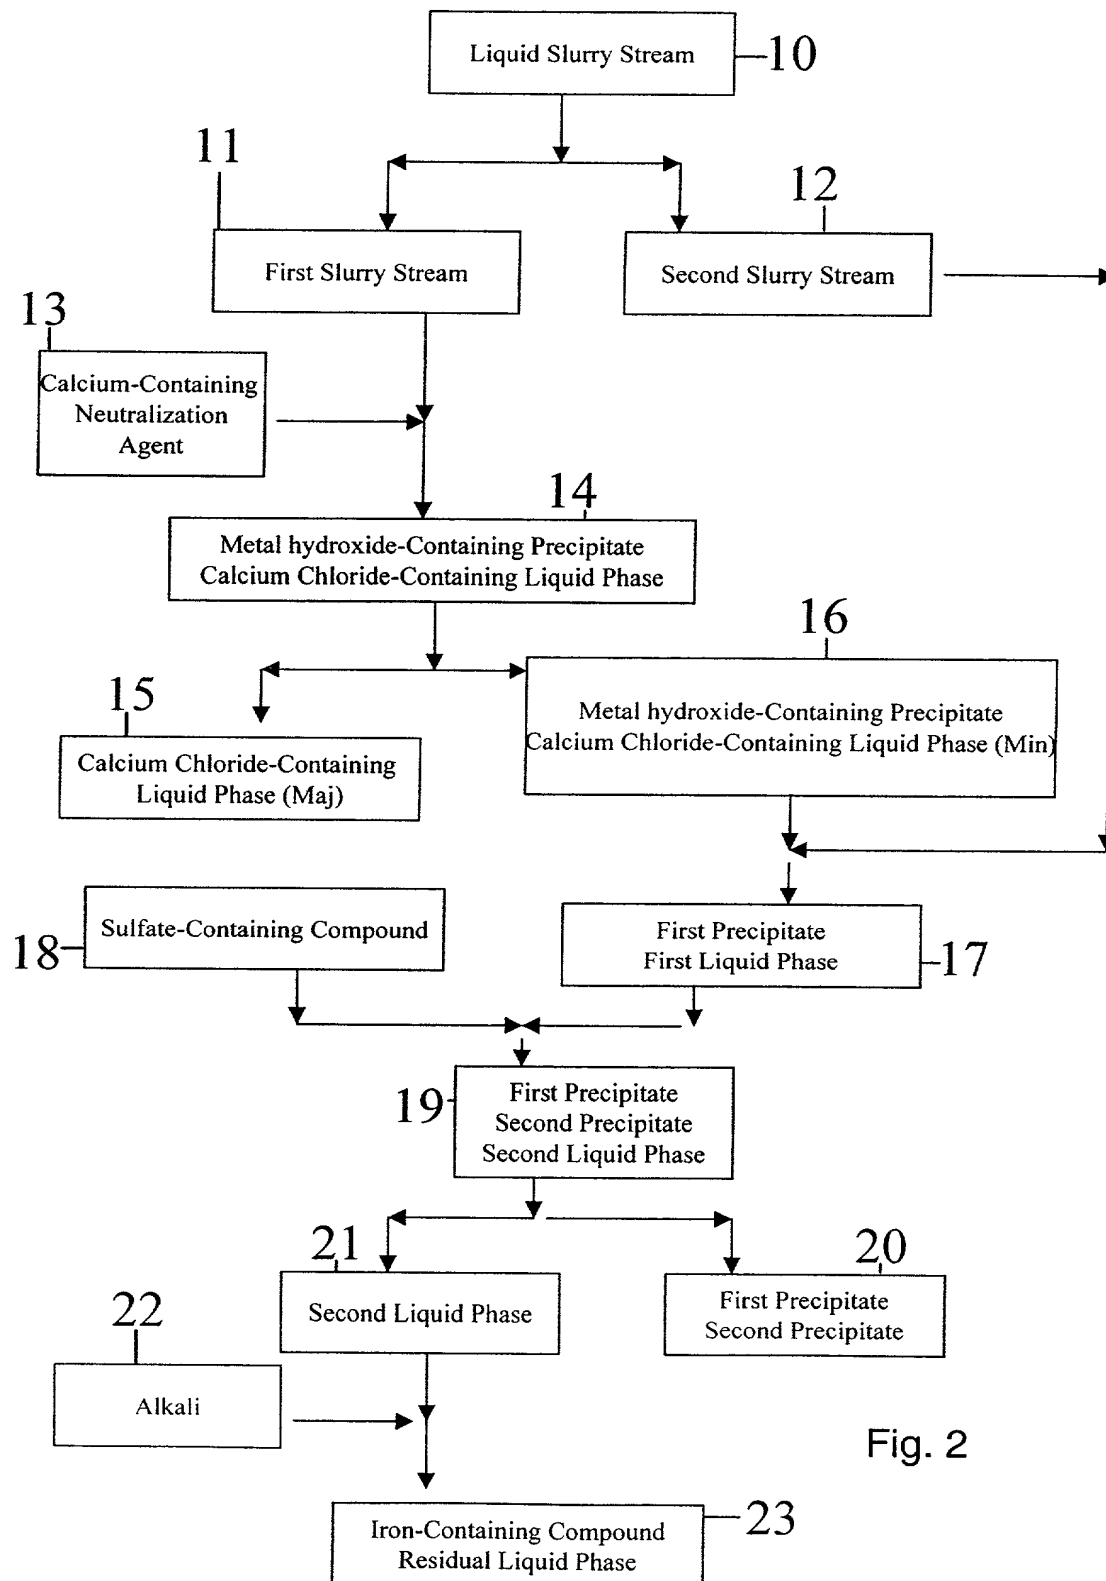 Liquid Slurry Stream
10
11
12
First Slurry Stream
Second Slurry Stream
13
Calcium-Containing
Neutralization
Agent
14
Metal hydroxide-Containing Precipitate
Calcium Chloride-Containing Liquid Phase
16
15
Metal hydroxide-Containing Precipitate
Calcium Chloride-Containing Liquid Phase (Min)
Calcium Chloride-Containing
Liquid Phase (Maj)
Sulfate-Containing Compound
18
First Precipitate
First Liquid Phase
17
19
First Precipitate
Second Precipitate
Second Liquid Phase
21
20
Second Liquid Phase
First Precipitate
Second Precipitate
22
Alkali
Fig. 2
Iron-Containing Compound
Residual Liquid Phase
23